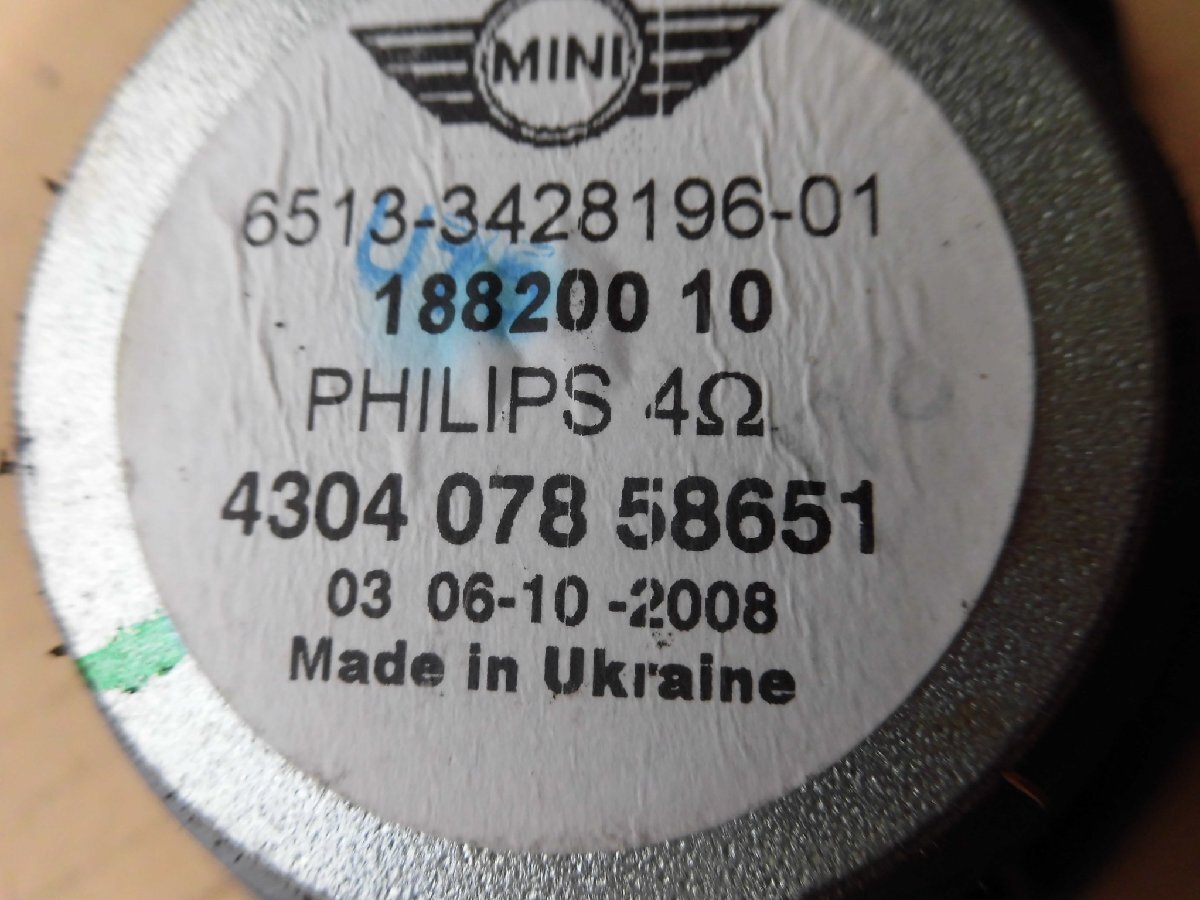 MINI
6513-3428196-01
188200 10
PHILIPS 4Ω
4304 078 58651
03 06-10-2008
Made in Ukraine